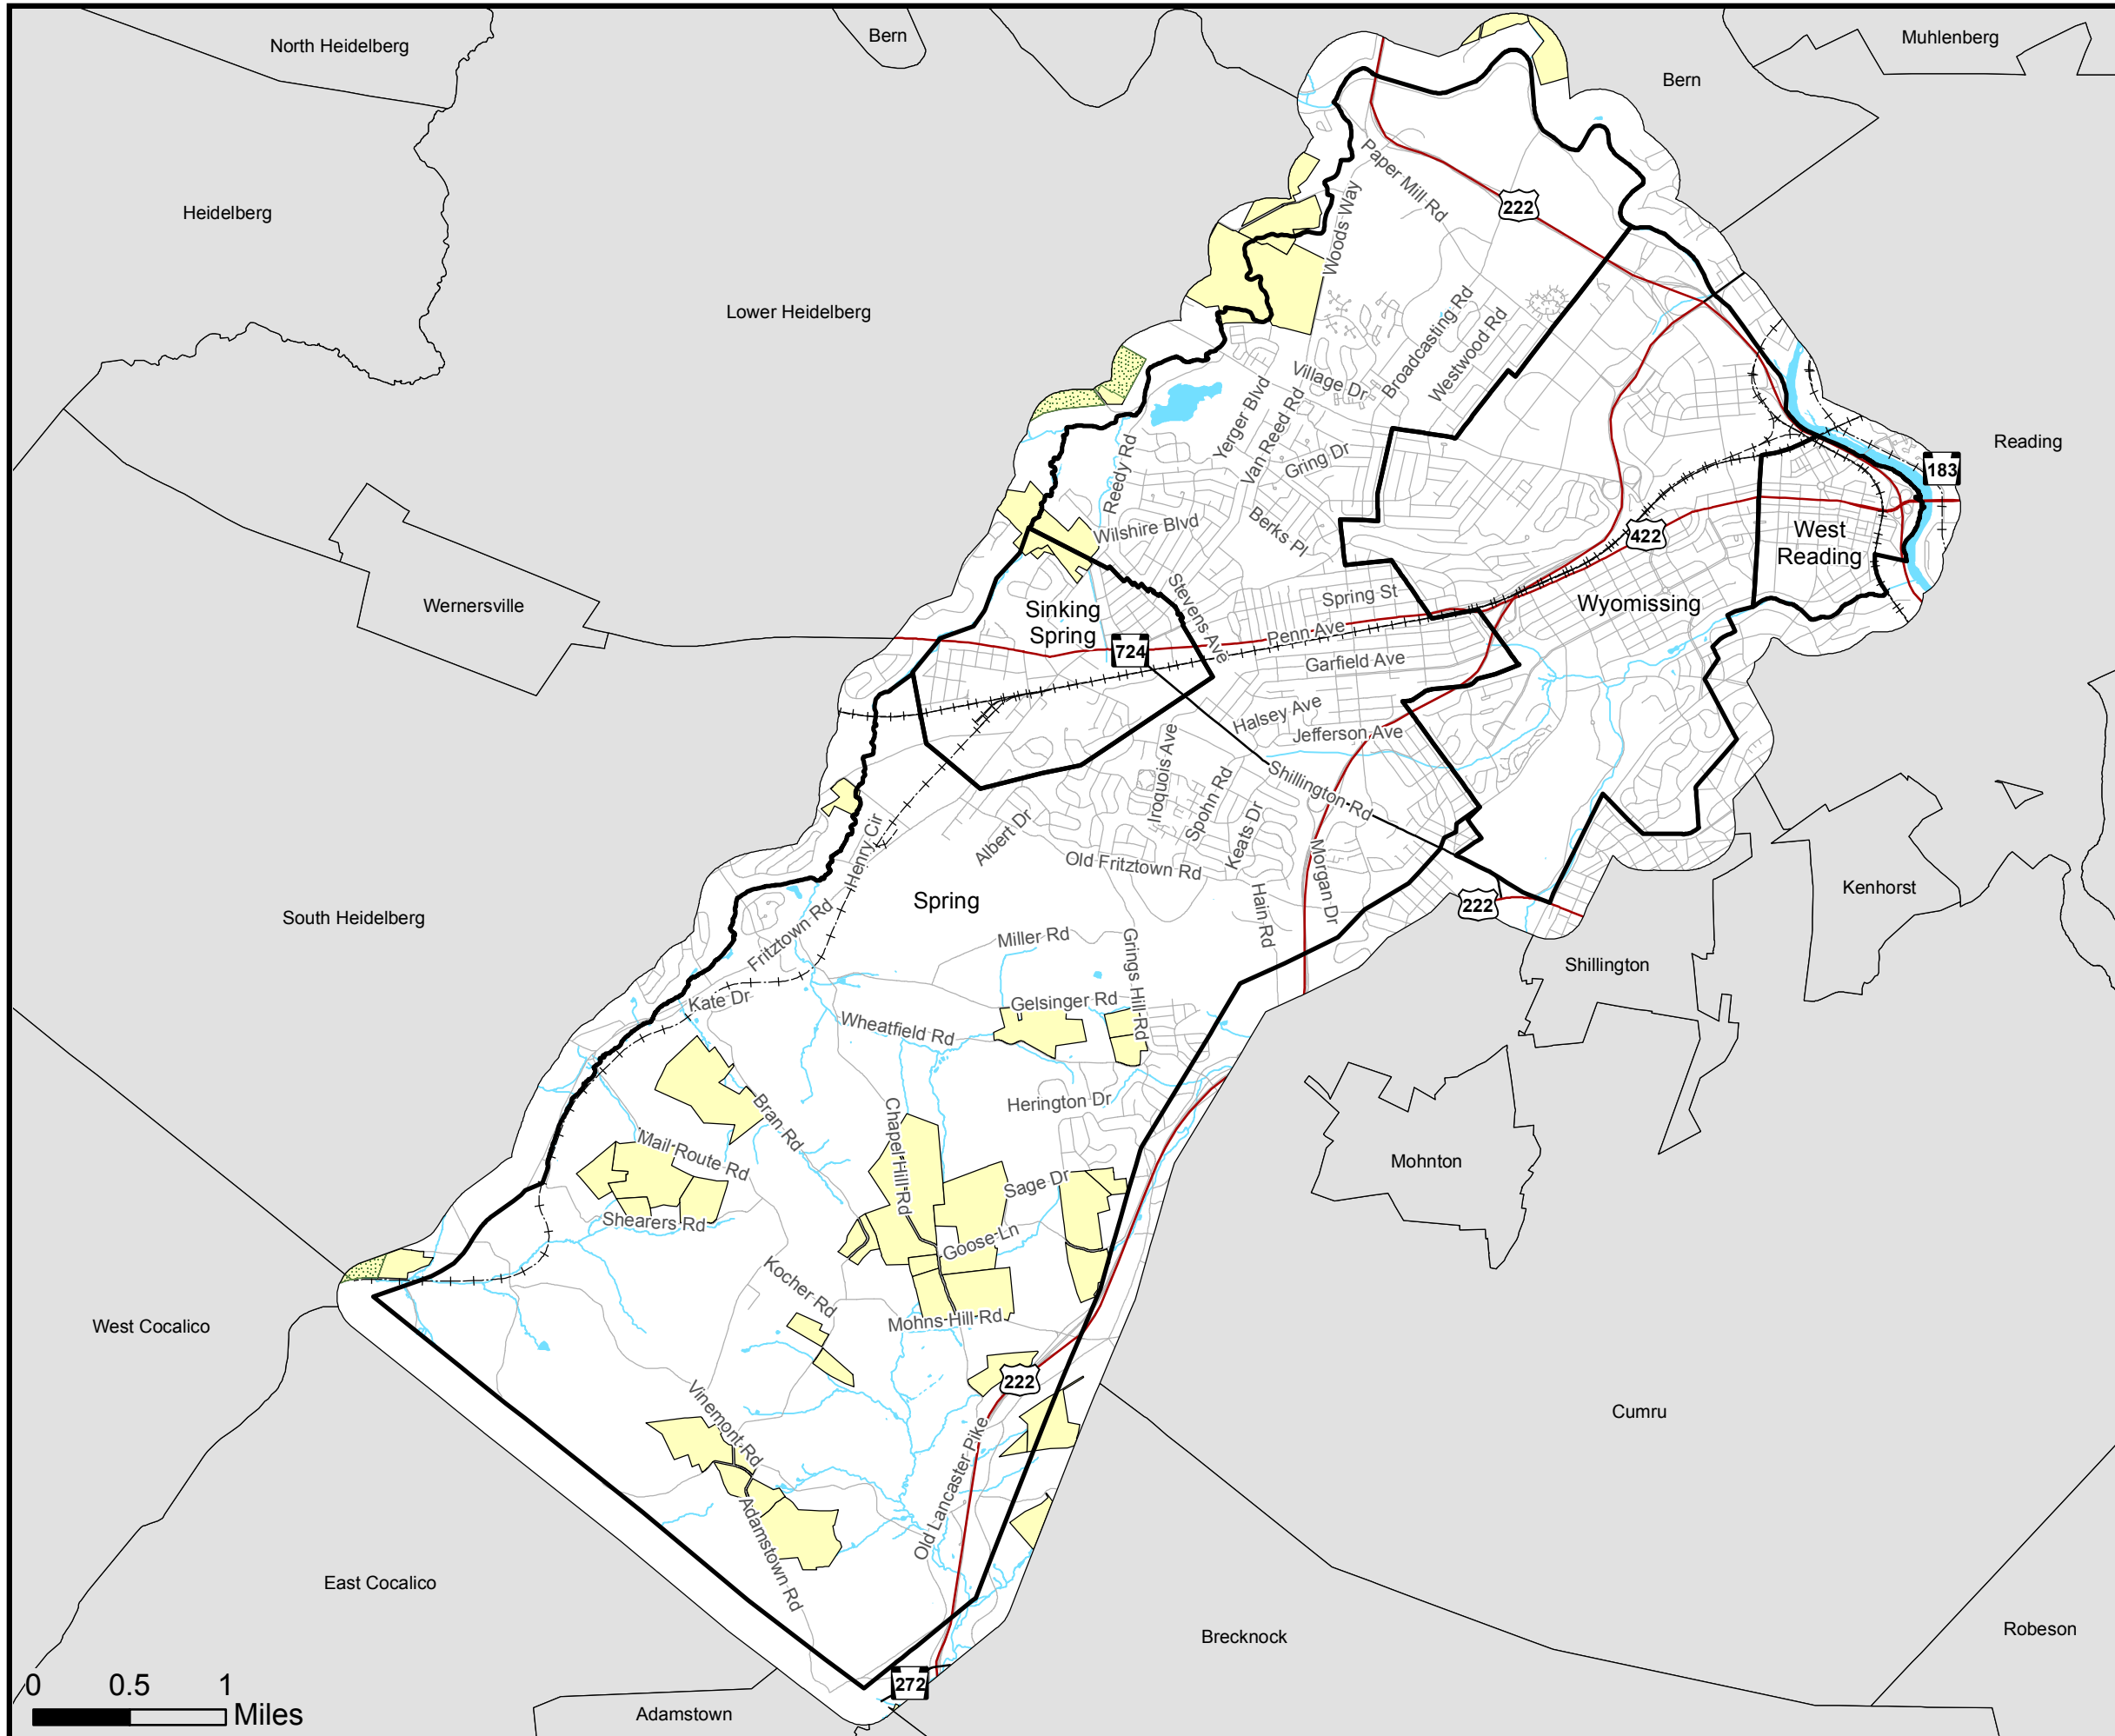 North Heidelberg
Bern
Muhlenberg
Bern
Heidelberg
Lower Heidelberg
Reading
Wernersville
South Heidelberg
West Cocalico
East Cocalico
Adamstown
Brecknock
Robeson
Cumru
Mohnton
Shillington
Kenhorst
Paper Mill Rd
222
Woods Way
Broadcasting Rd
Westwood Rd
Village Dr
Yerger Blvd
Van Reed Rd
Gring Dr
Reedy Rd
Wilshire Blvd
Berks Pl
183
422
West
Reading
Wyomissing
Sinking
Spring
Stevens Ave
Spring St
724
Penn Ave
Garfield Ave
Halsey Ave
Jefferson Ave
Iroquois Ave
Spohn Rd
Keats Dr
Shillington Rd
Albert Dr
Henry Cir
Old Fritztown Rd
Morgan Dr
Hain Rd
222
Spring
Fritztown Rd
Miller Rd
Grings Hill Rd
Kate Dr
Gelsinger Rd
Wheatfield Rd
Bran Rd
Herington Dr
Chapel Hill Rd
Mail Route Rd
Sage Dr
Shearers Rd
Goose Ln
Kocher Rd
Mohns Hill Rd
222
Vinemont Rd
Old Lancaster Pike
Adamstown Rd
272
0 0.5 1
Miles